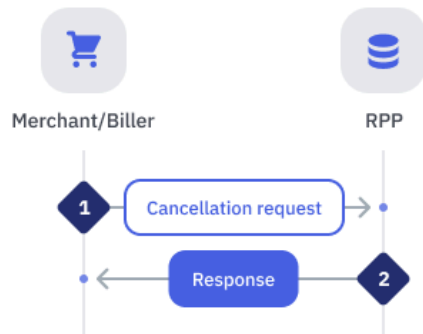 Merchant/Biller
RPP
1
Cancellation request
Response
2